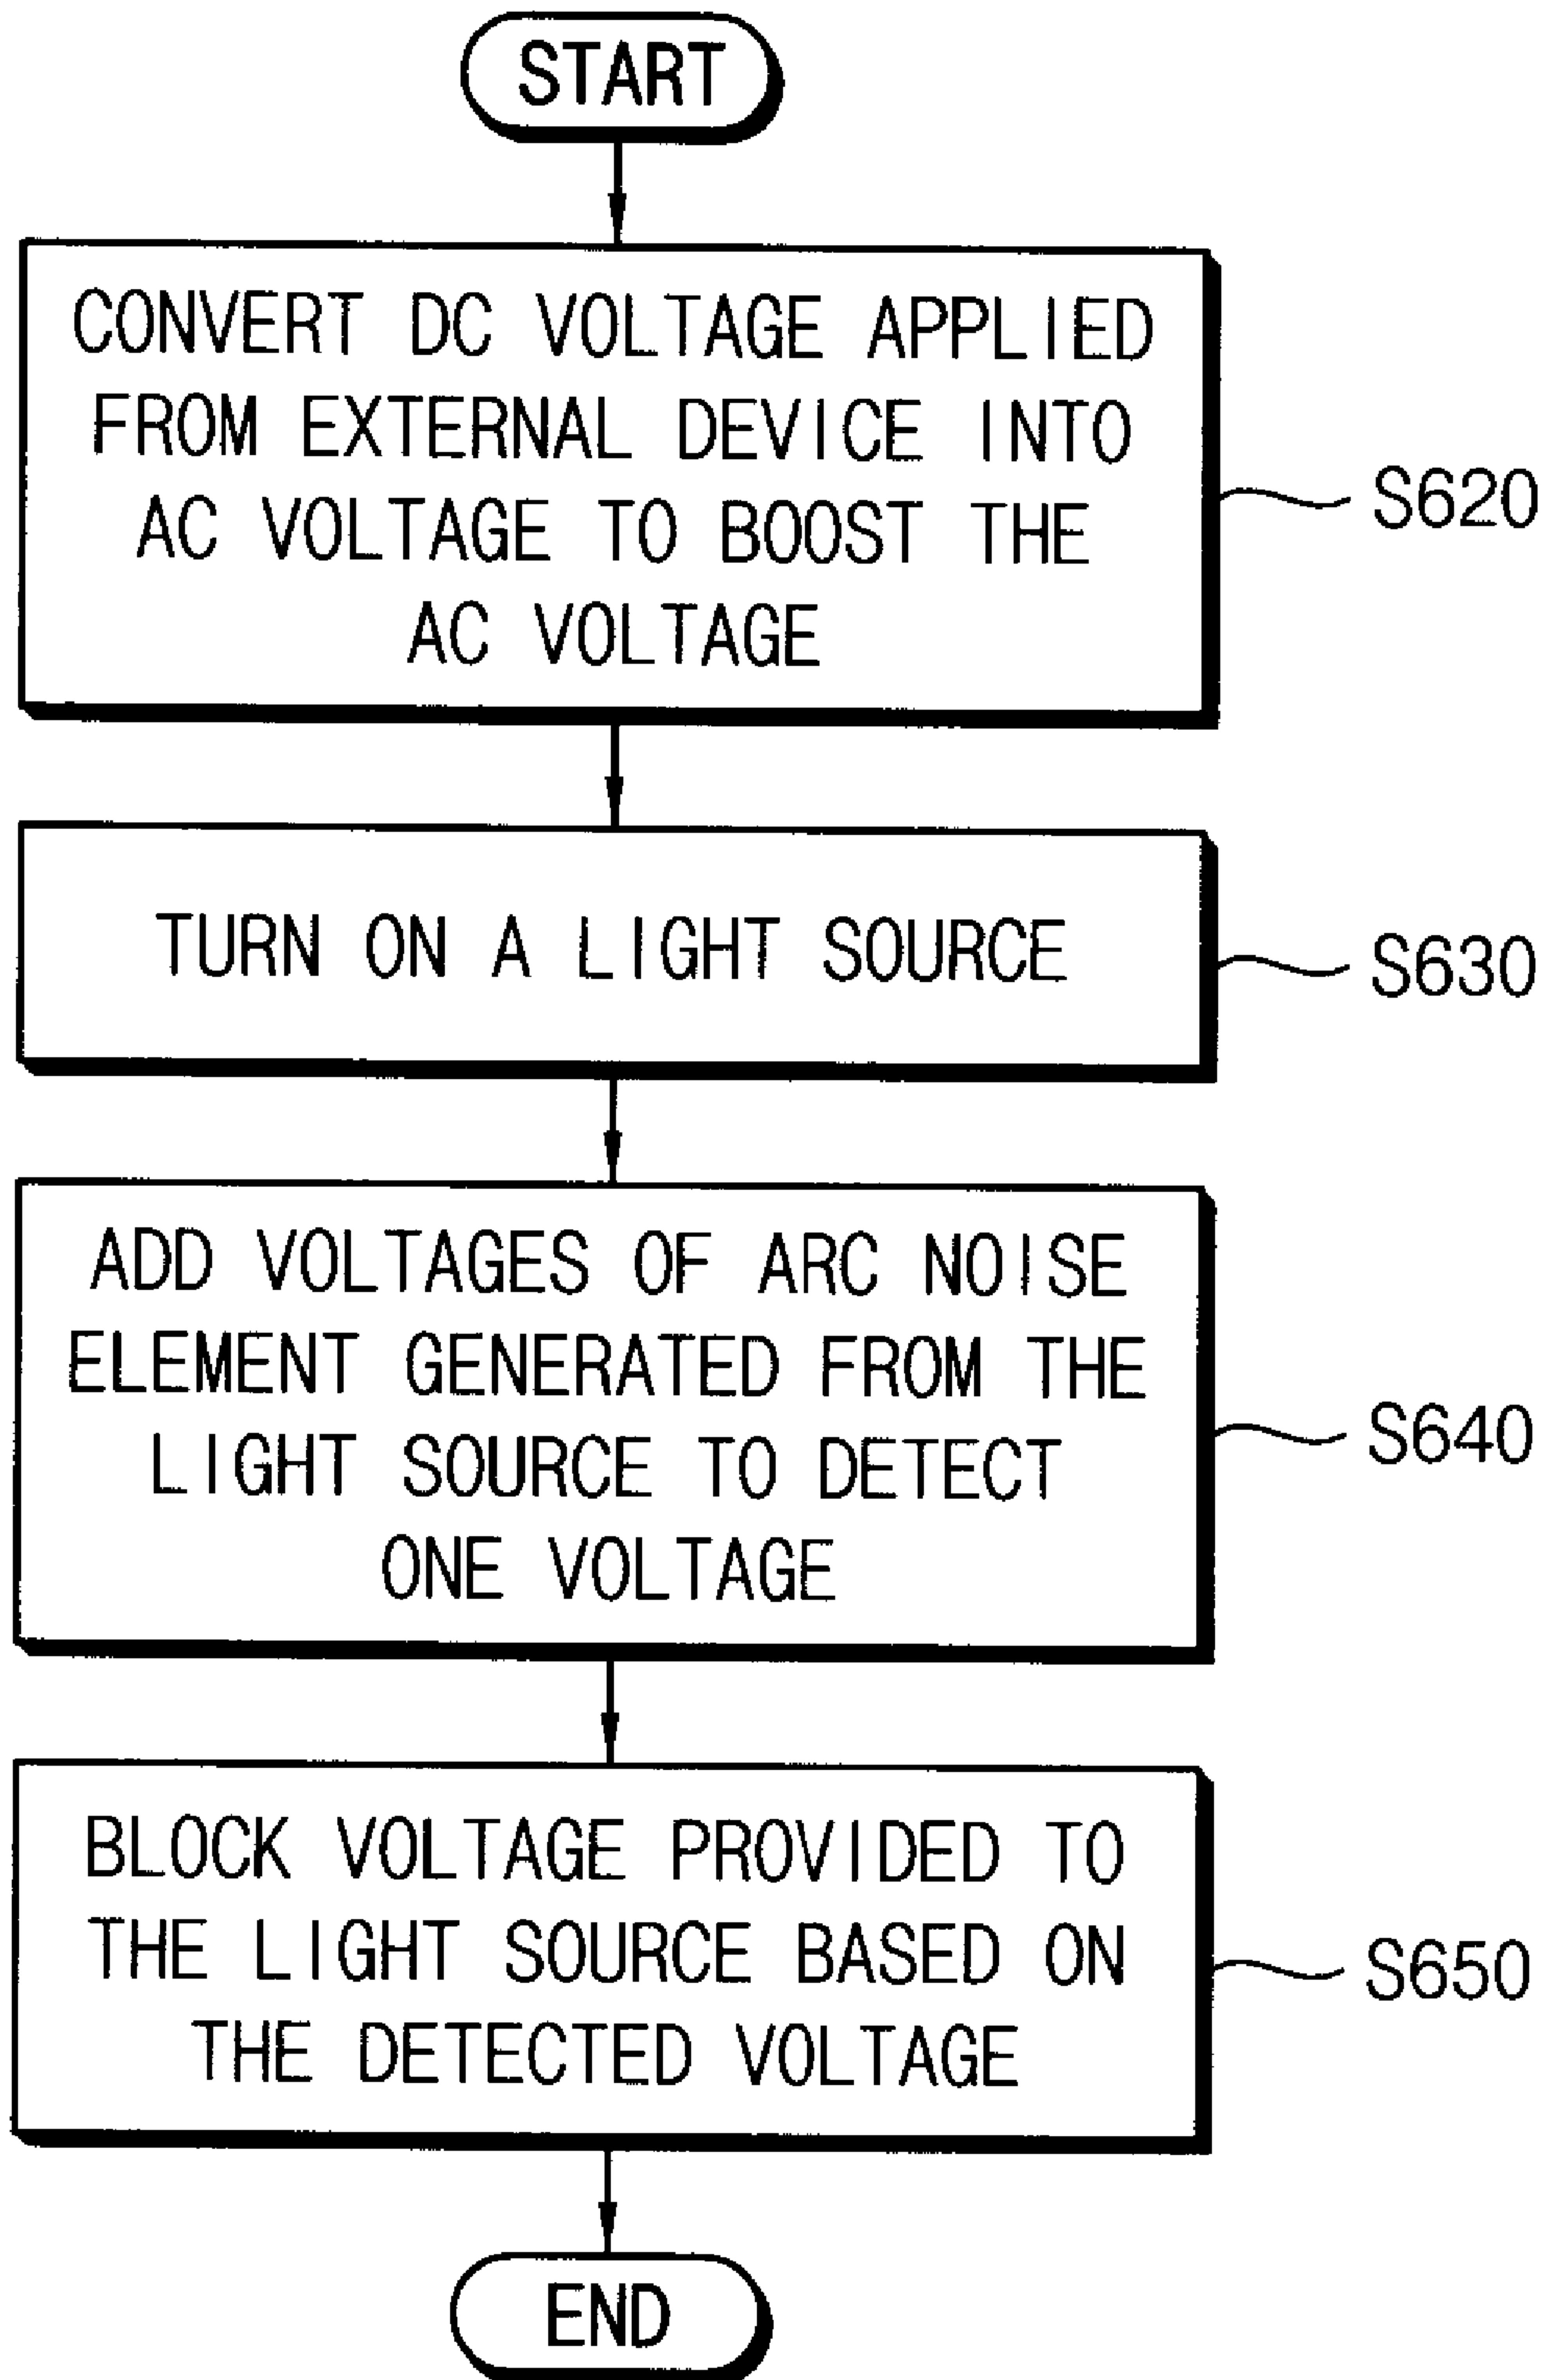 START
CONVERT DC VOLTAGE APPLIED
FROM EXTERNAL DEVICE INTO
AC VOLTAGE TO BOOST THE
AC VOLTAGE
S620
TURN ON A LIGHT SOURCE
S630
ADD VOLTAGES OF ARC NOISE
ELEMENT GENERATED FROM THE
LIGHT SOURCE TO DETECT
ONE VOLTAGE
S640
BLOCK VOLTAGE PROVIDED TO
THE LIGHT SOURCE BASED ON
THE DETECTED VOLTAGE
S650
END